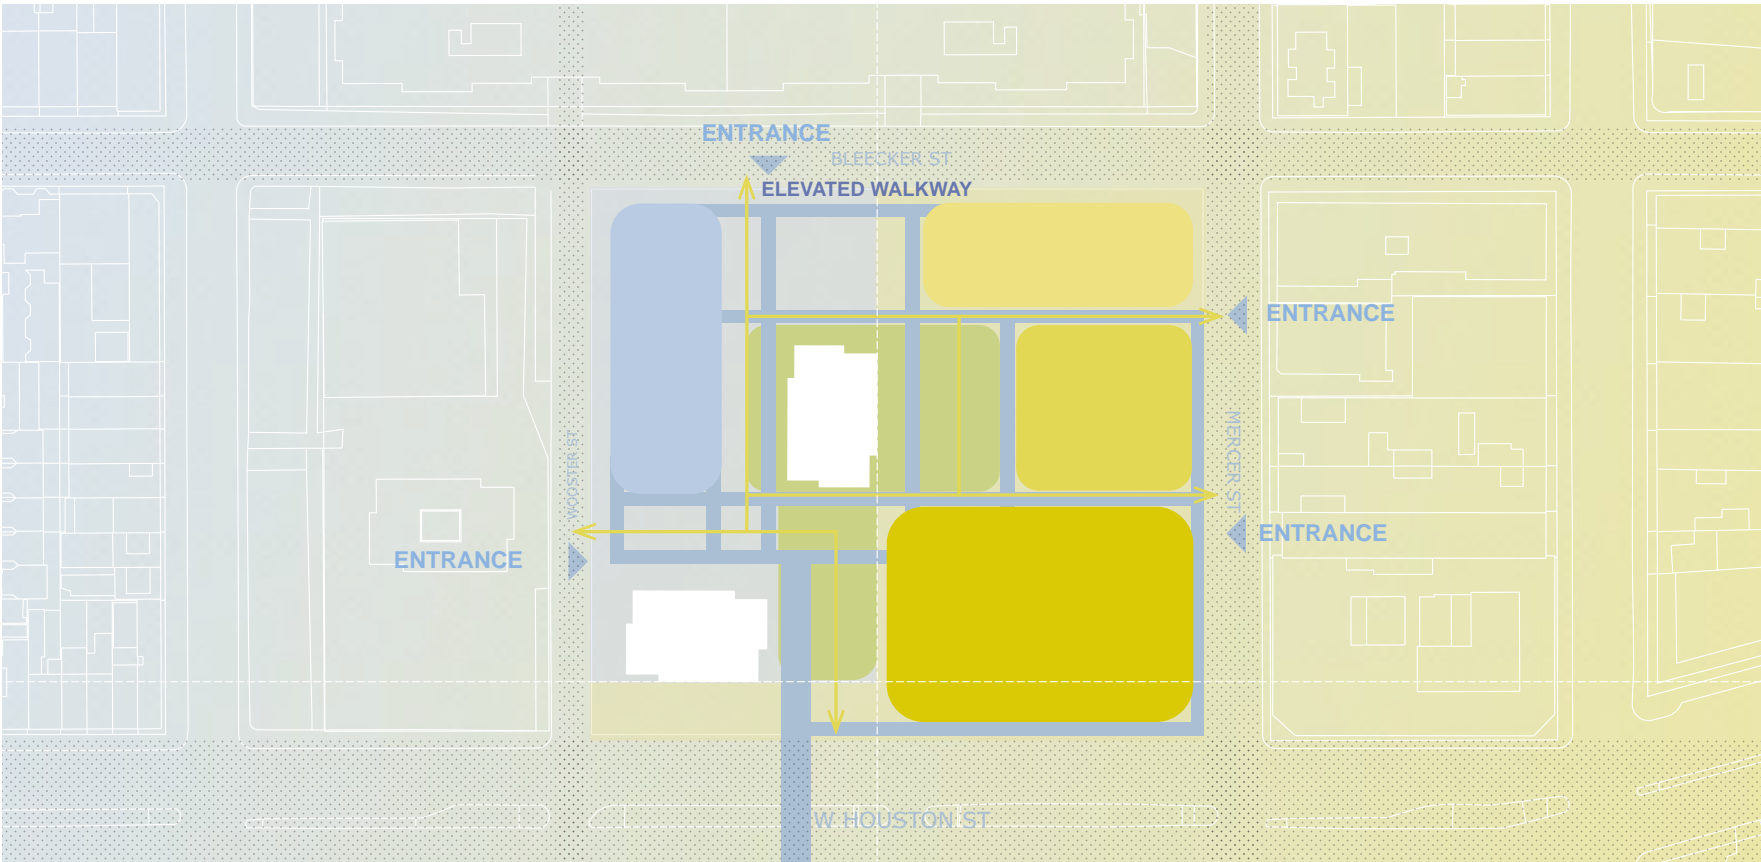 ENTRANCE
BLEECKER ST
ELEVATED WALKWAY
ENTRANCE
WOOSTER ST
MERCER ST
ENTRANCE
ENTRANCE
W HOUSTON ST